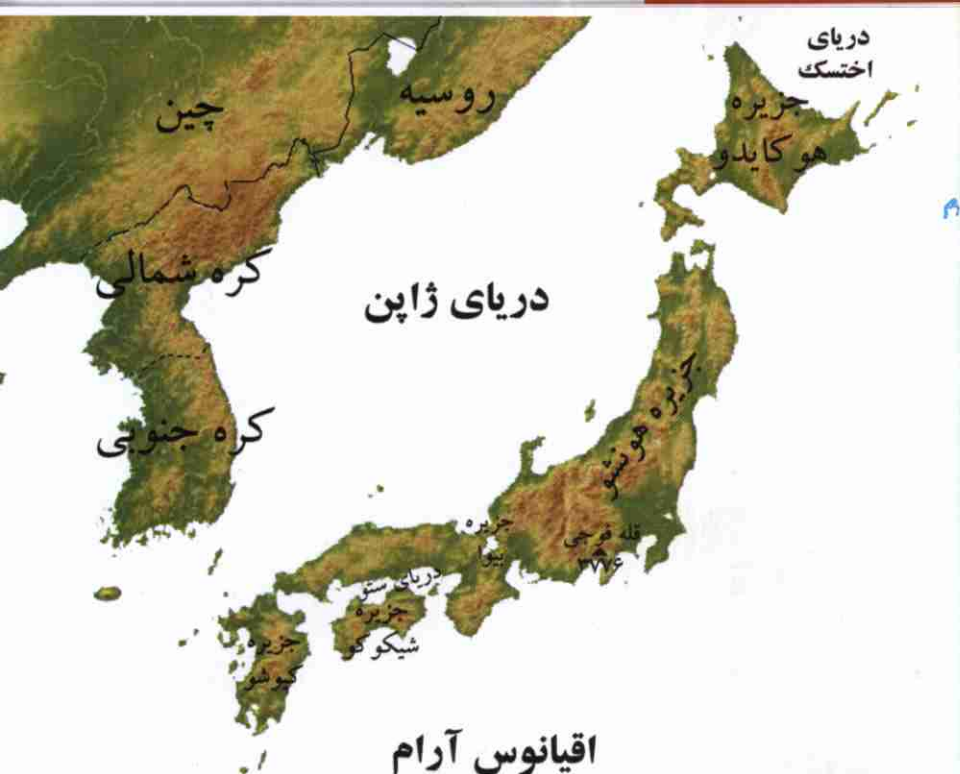 دریای
اختسک
جزیره
هوکایدو
روسیه
چین
کره شمالی
دریای ژاپن
کره جنوبی
جزیره هونشو
جزیره
بیوا
قله فوجی
۳۷۷۶
دریای ستو
جزیره
شیکوکو
جزیره
کیوشو
اقیانوس آرام